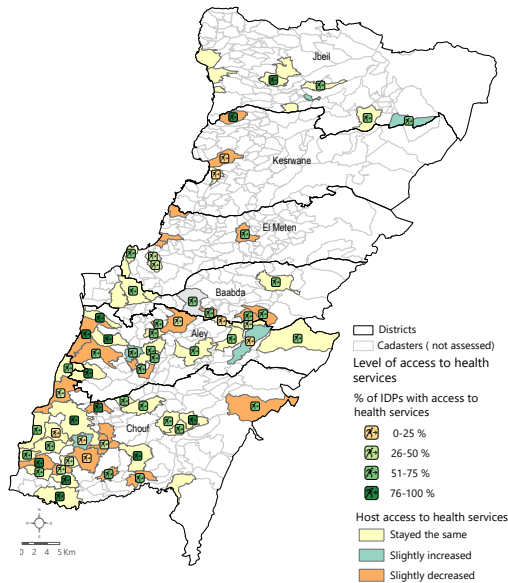 Jbeil
Kesrwane
El Meten
Baabda
Aley
Chouf
Districts
Cadasters ( not assessed)
Level of access to health
services
% of IDPs with access to
health services
0-25 %
26-50 %
51-75 %
76-100 %
Host access to health services
Stayed the same
Slightly increased
Slightly decreased
N
W
E
S
0 2 4 5 Km